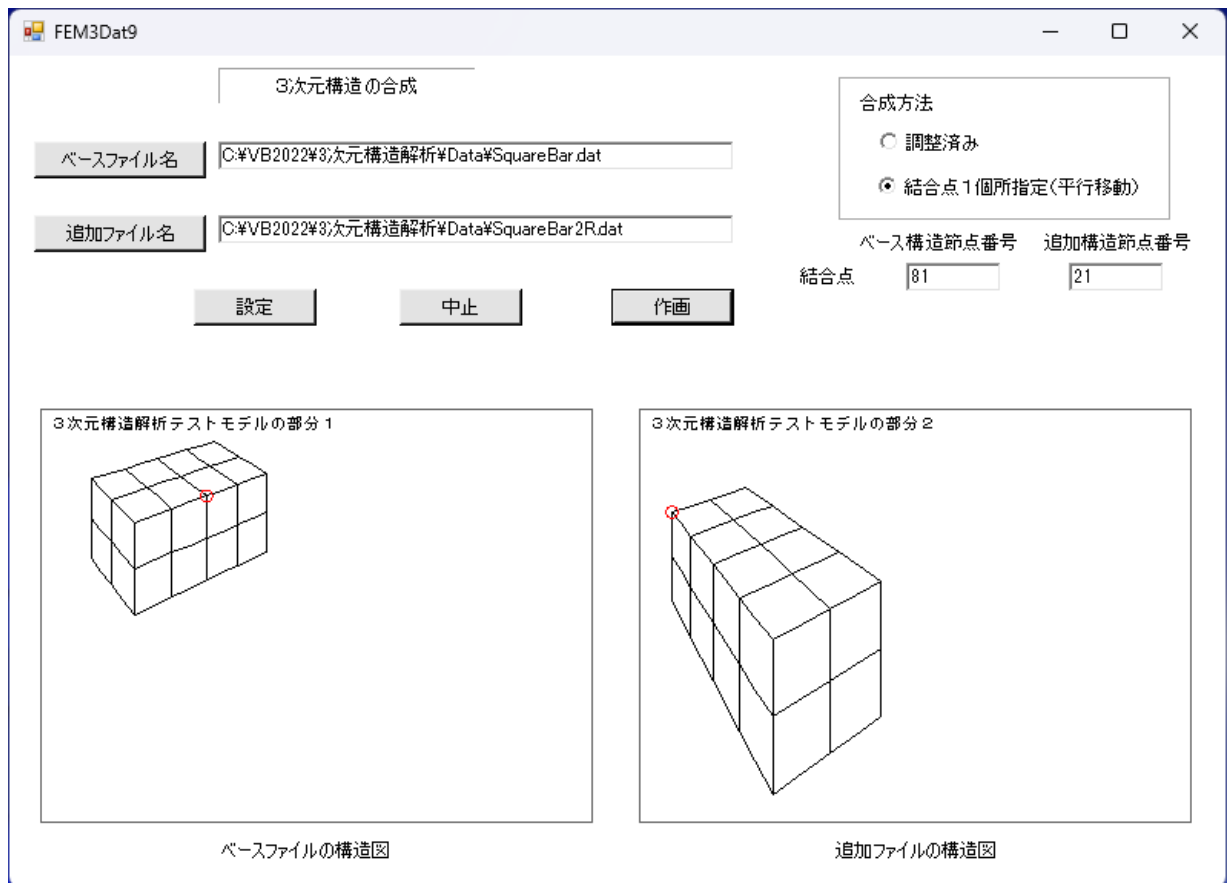 FEM3Dat9
3次元構造の合成
合成方法
調整済み
結合点1個所指定(平行移動)
ベースファイル名
C:¥VB2022¥3次元構造解析¥Data¥SquareBar.dat
追加ファイル名
C:¥VB2022¥3次元構造解析¥Data¥SquareBar2R.dat
ベース構造節点番号 追加構造節点番号
結合点 81 21
設定 中止 作画
3次元構造解析テストモデルの部分1
3次元構造解析テストモデルの部分2
ベースファイルの構造図
追加ファイルの構造図